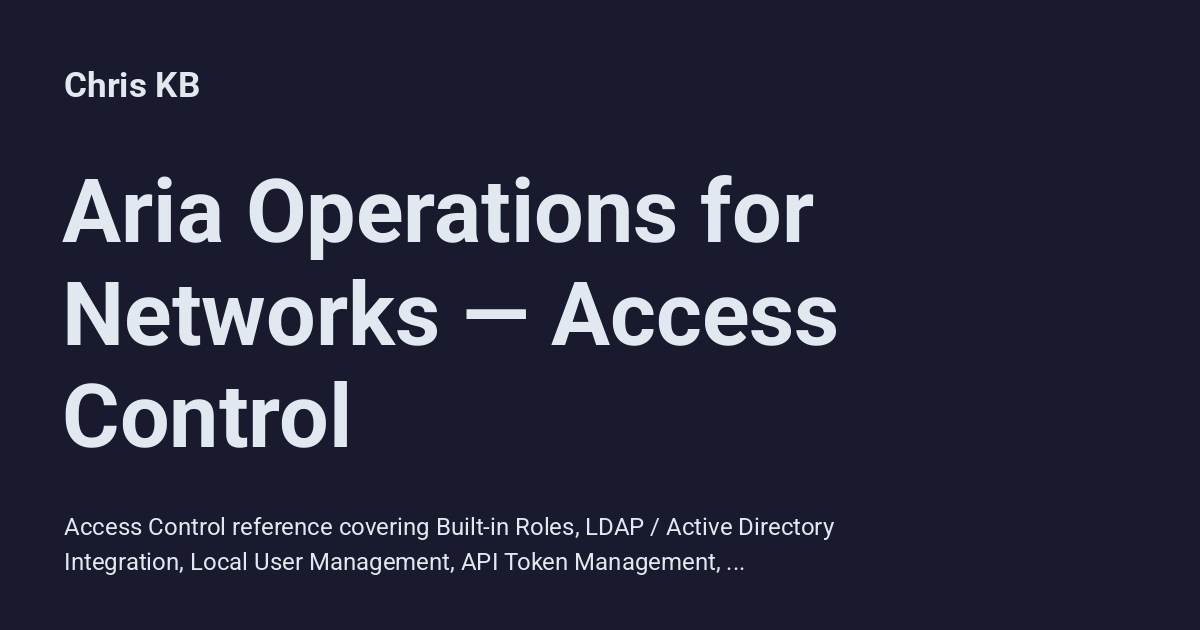 Chris KB
Aria Operations for
Networks — Access
Control
Access Control reference covering Built-in Roles, LDAP / Active Directory
Integration, Local User Management, API Token Management, ...